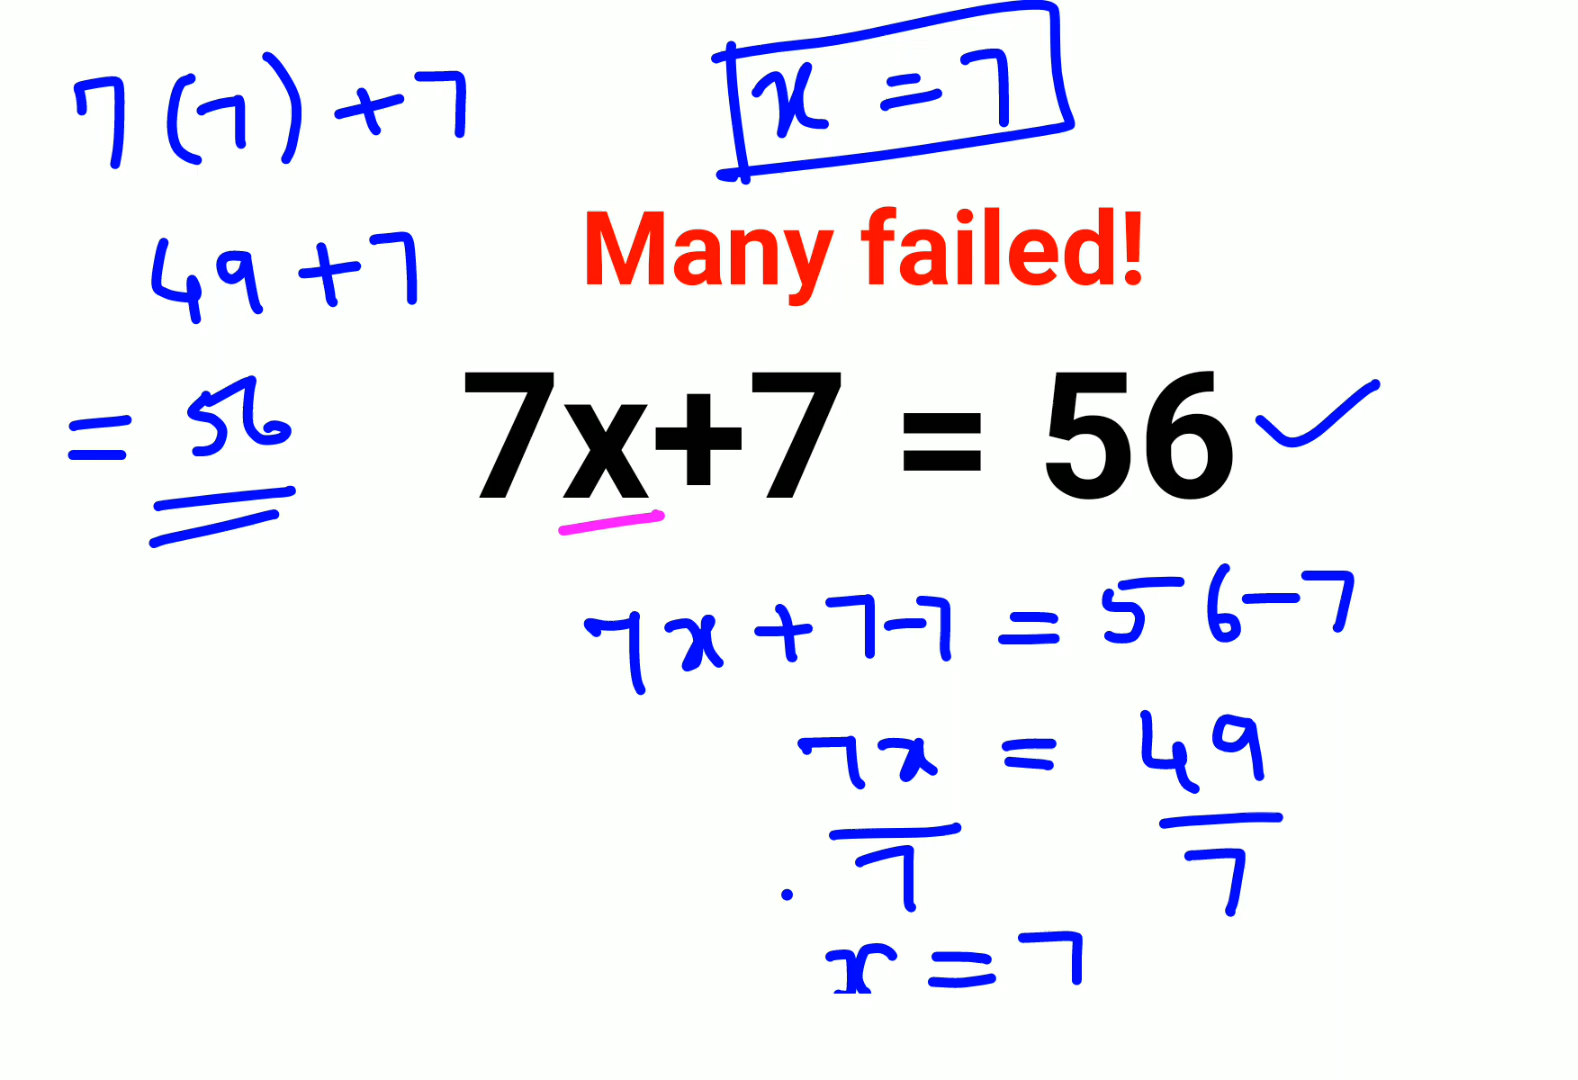 7(7)+7
x=7
49+7
Many failed!
=56
7x+7 = 56
7x+7-7=56-7
7x=49
7 7
x=7